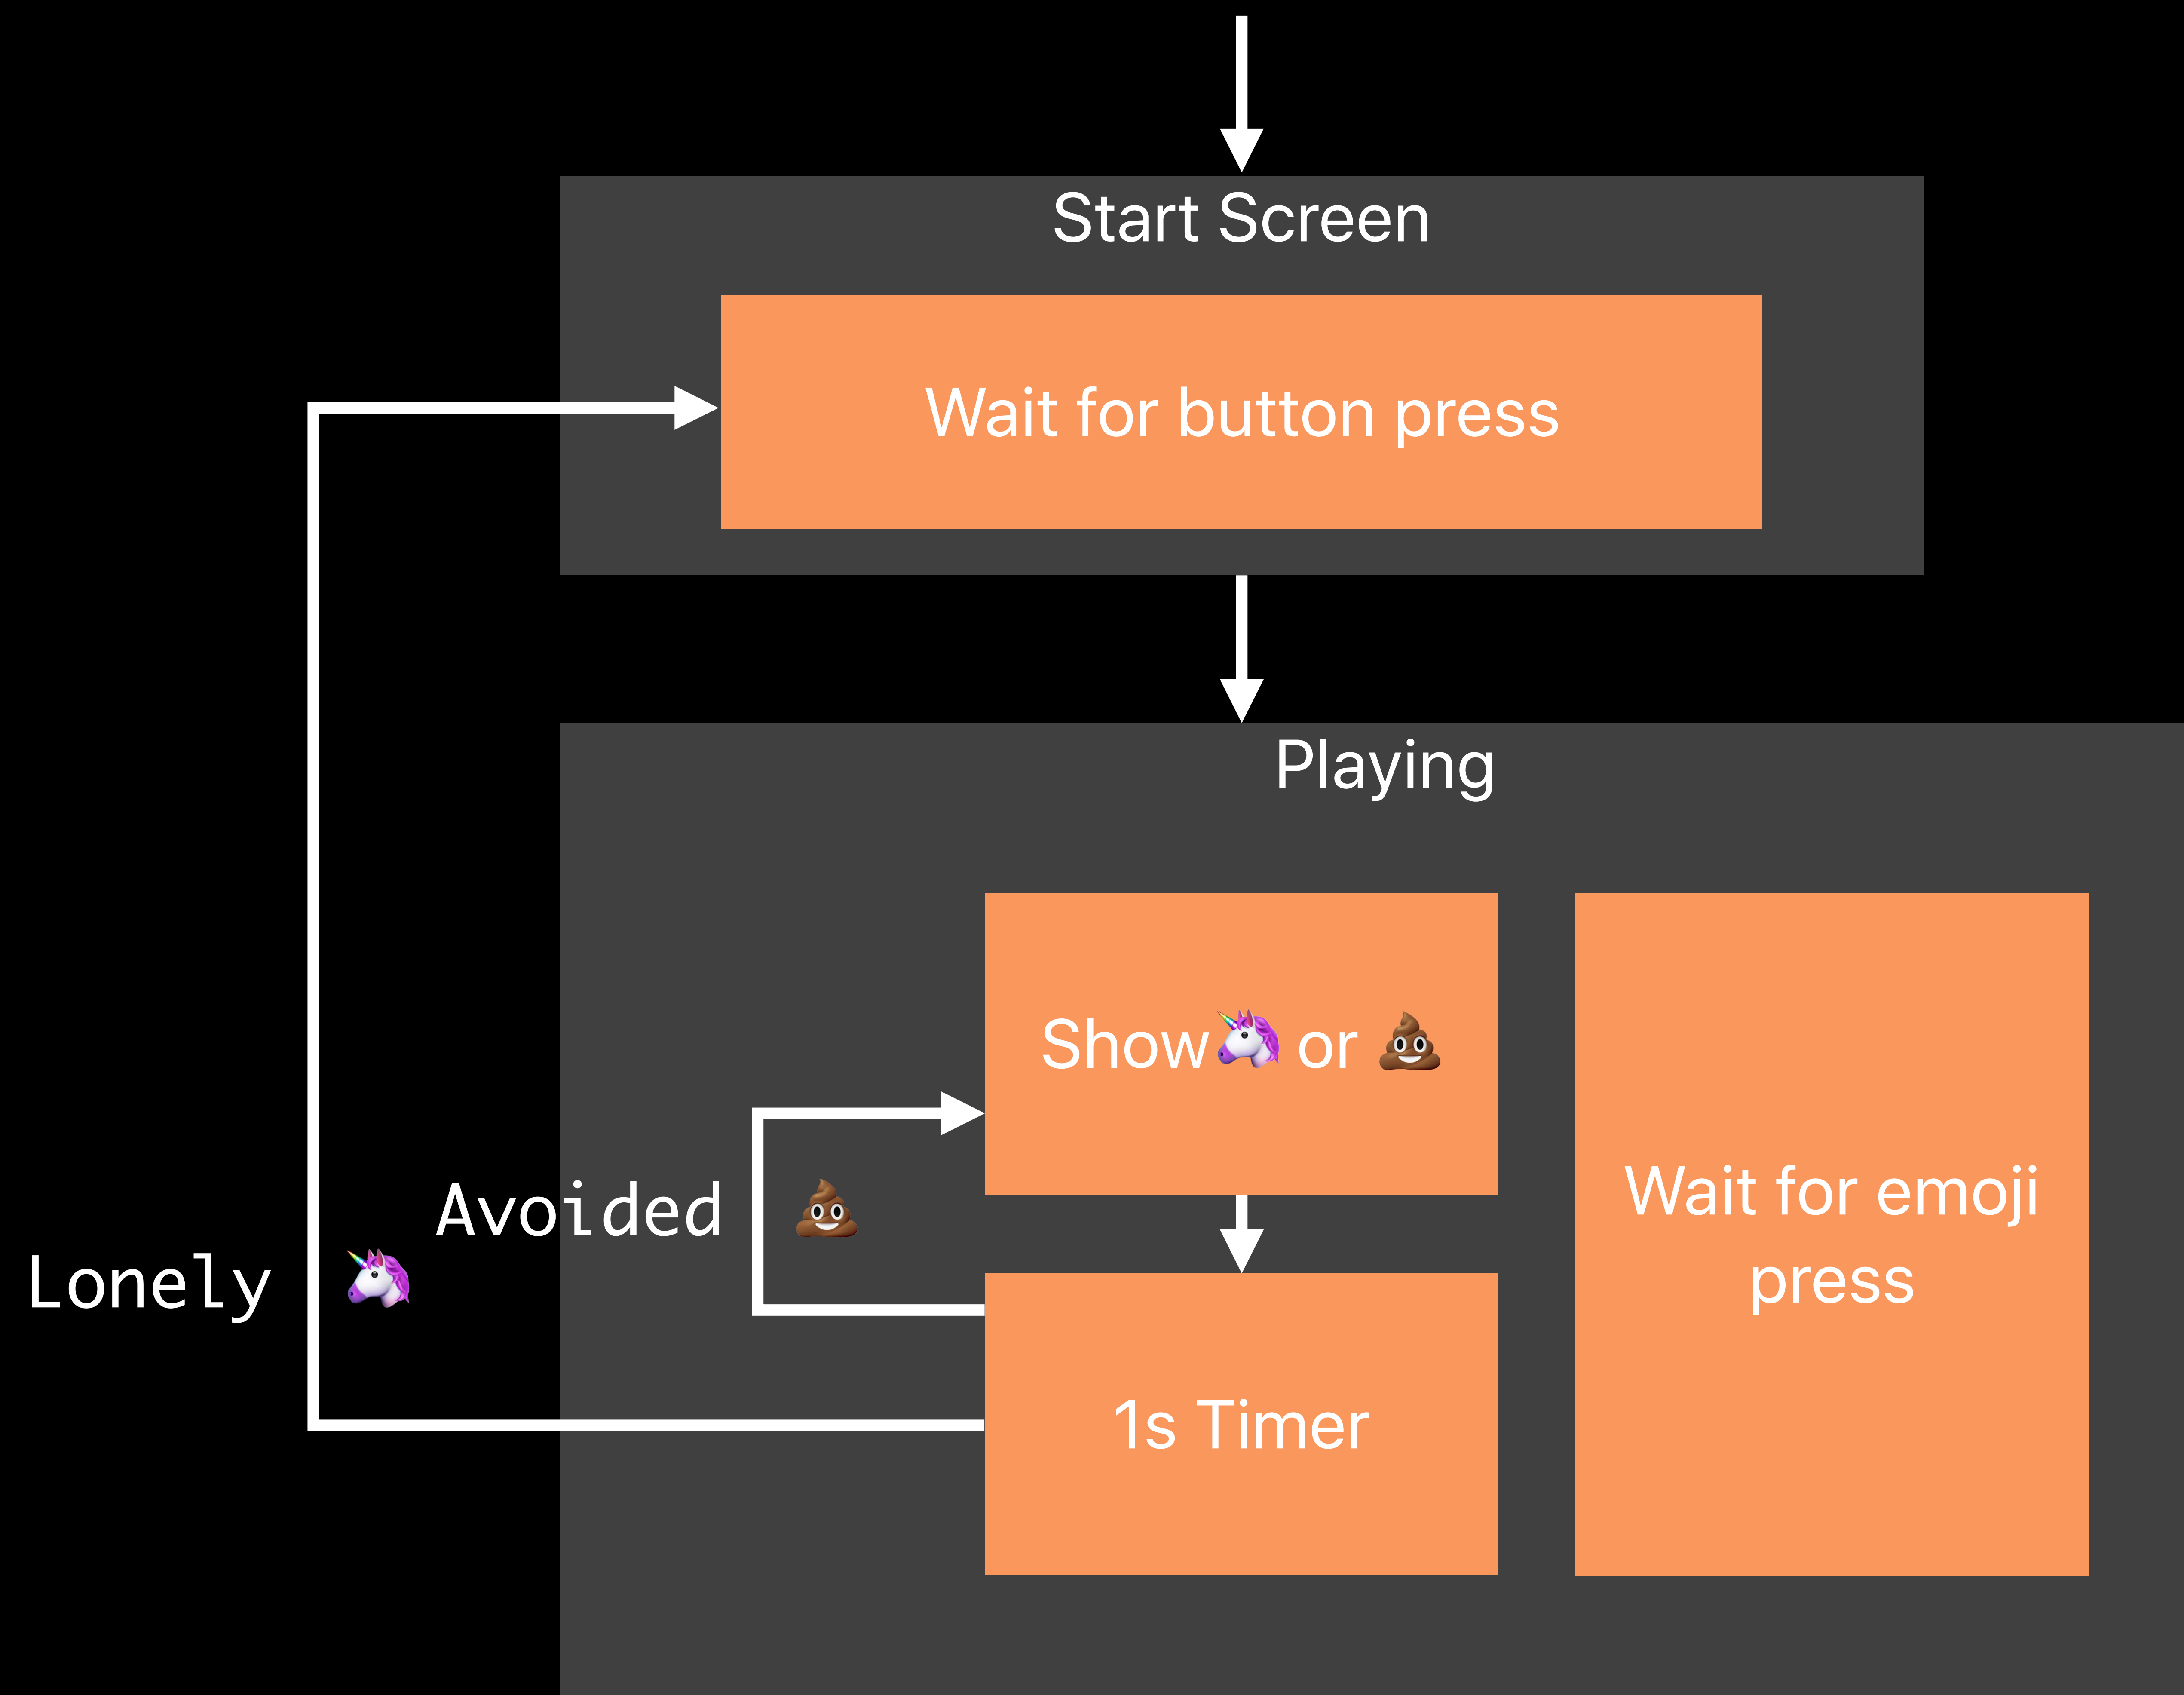 Start Screen
Wait for button press
Playing
Show🦄 or 💩
Avoided 💩
Lonely 🦄
Wait for emoji
press
1s Timer